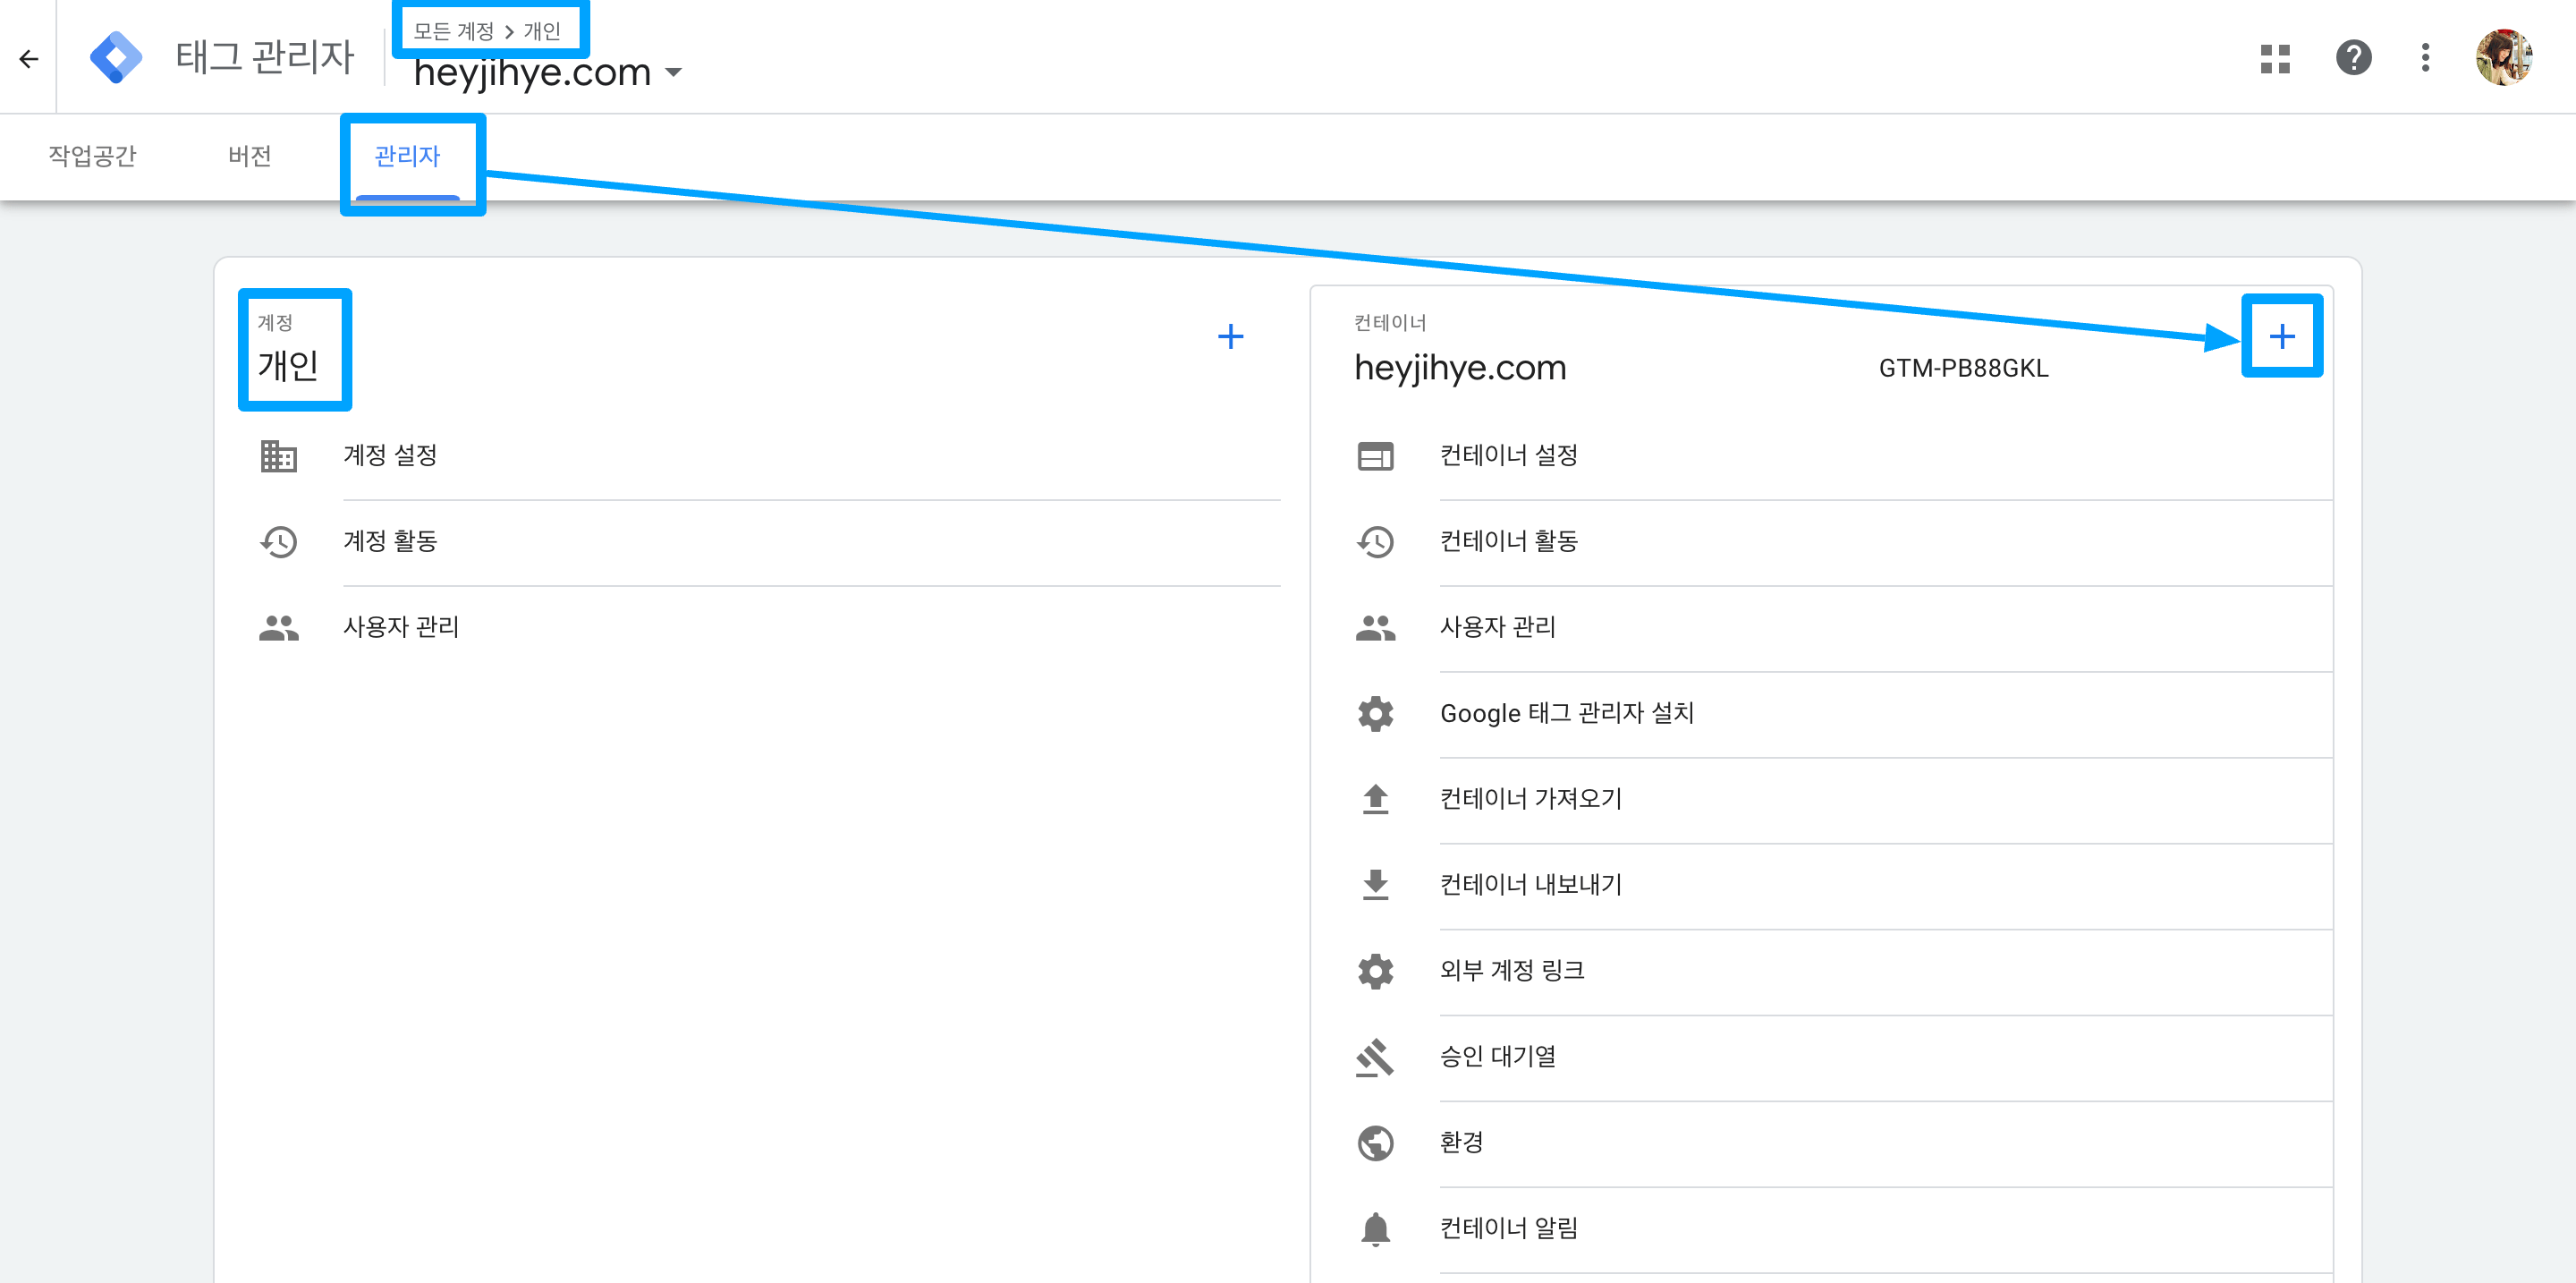 모든 계정 > 개인
태그 관리자
heyjihye.com
작업공간
버전
관리자
계정
개인
계정 설정
계정 활동
사용자 관리
컨테이너
heyjihye.com
GTM-PB88GKL
컨테이너 설정
컨테이너 활동
사용자 관리
Google 태그 관리자 설치
컨테이너 가져오기
컨테이너 내보내기
외부 계정 링크
승인 대기열
환경
컨테이너 알림